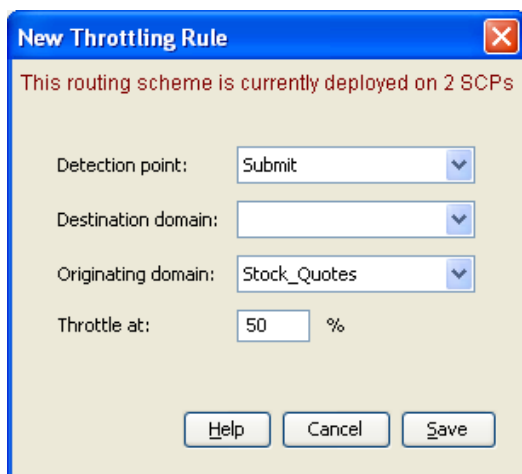 New Throttling Rule
This routing scheme is currently deployed on 2 SCPs
Detection point: Submit
Destination domain:
Originating domain: Stock_Quotes
Throttle at: 50 %
Help Cancel Save